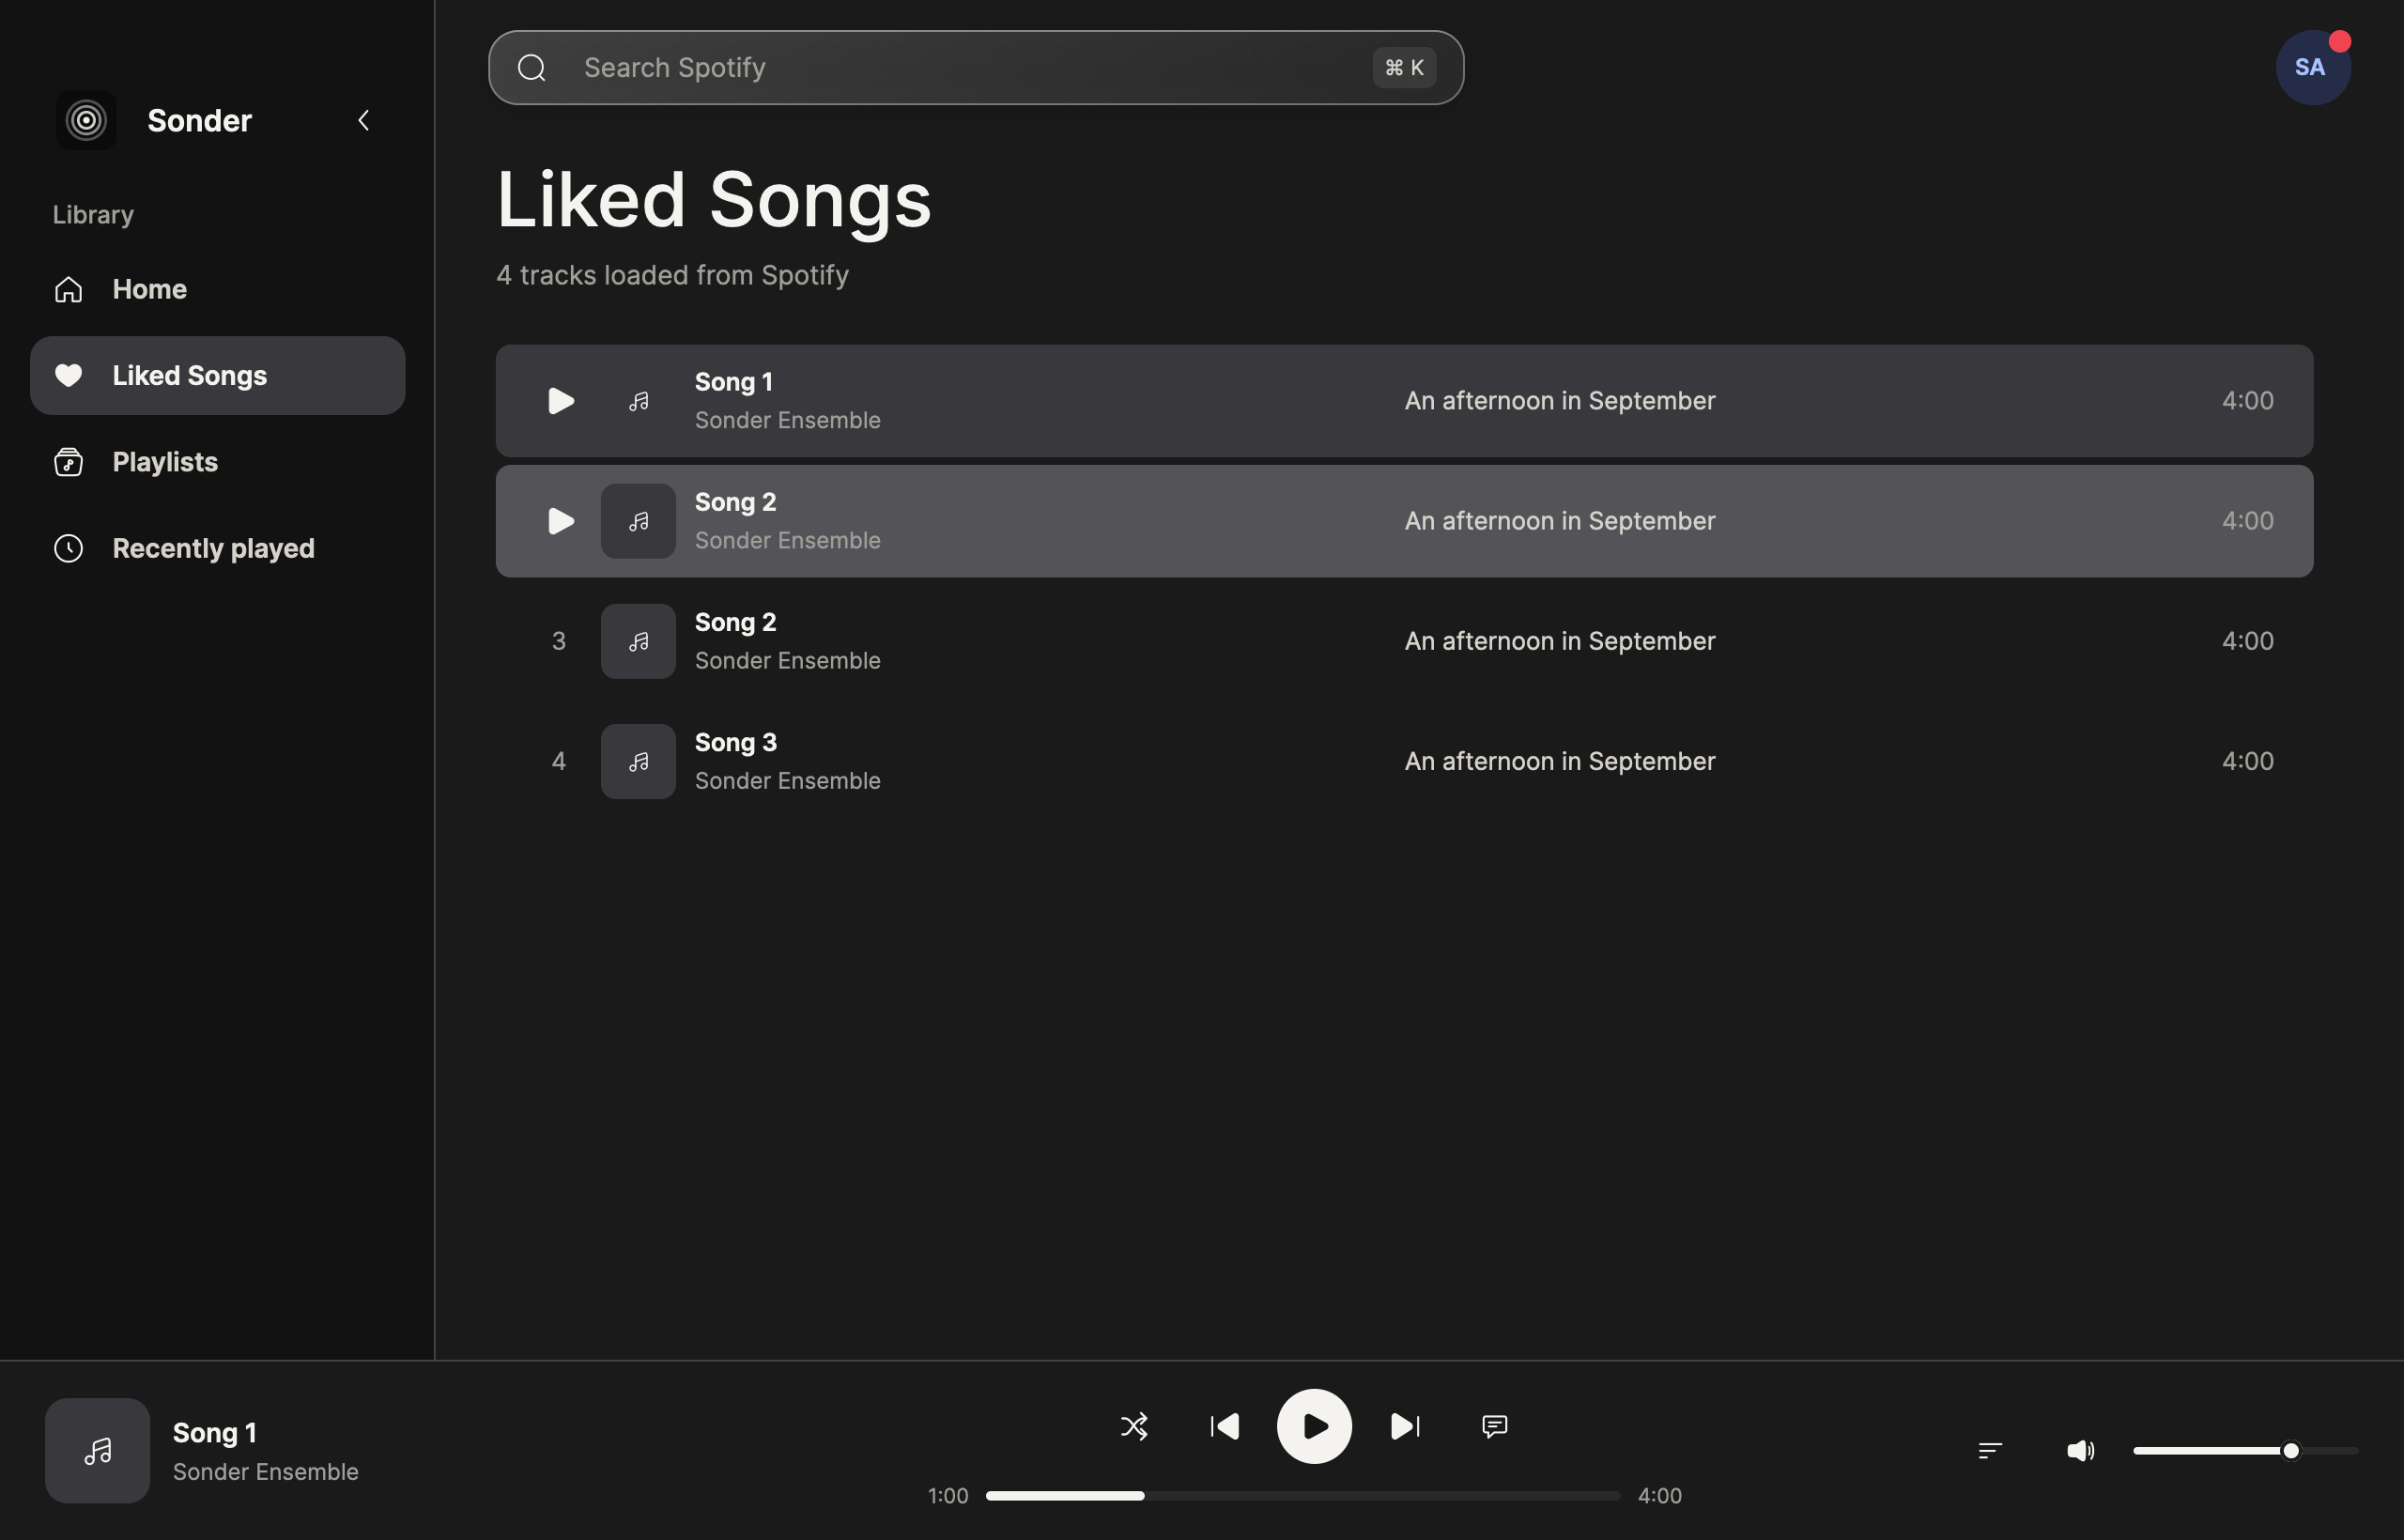 Search Spotify
⌘ K
SA
Sonder
Library
Home
Liked Songs
Playlists
Recently played
Liked Songs
4 tracks loaded from Spotify
Song 1
Sonder Ensemble
An afternoon in September
4:00
Song 2
Sonder Ensemble
An afternoon in September
4:00
3
Song 2
Sonder Ensemble
An afternoon in September
4:00
4
Song 3
Sonder Ensemble
An afternoon in September
4:00
Song 1
Sonder Ensemble
1:00
4:00